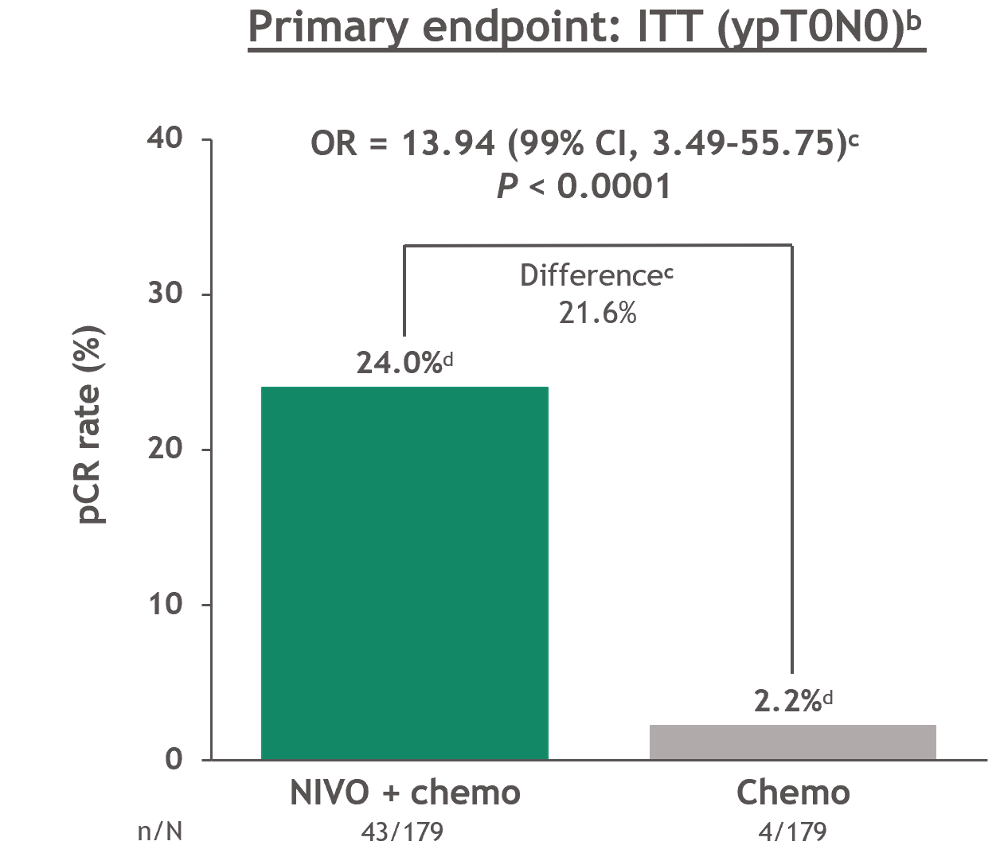 Primary endpoint: ITT (ypT0N0)ᵇ
OR = 13.94 (99% CI, 3.49–55.75)ᶜ
P < 0.0001
Differenceᶜ
21.6%
24.0%ᵈ
2.2%ᵈ
pCR rate (%)
40
30
20
10
0
NIVO + chemo
Chemo
n/N
43/179
4/179